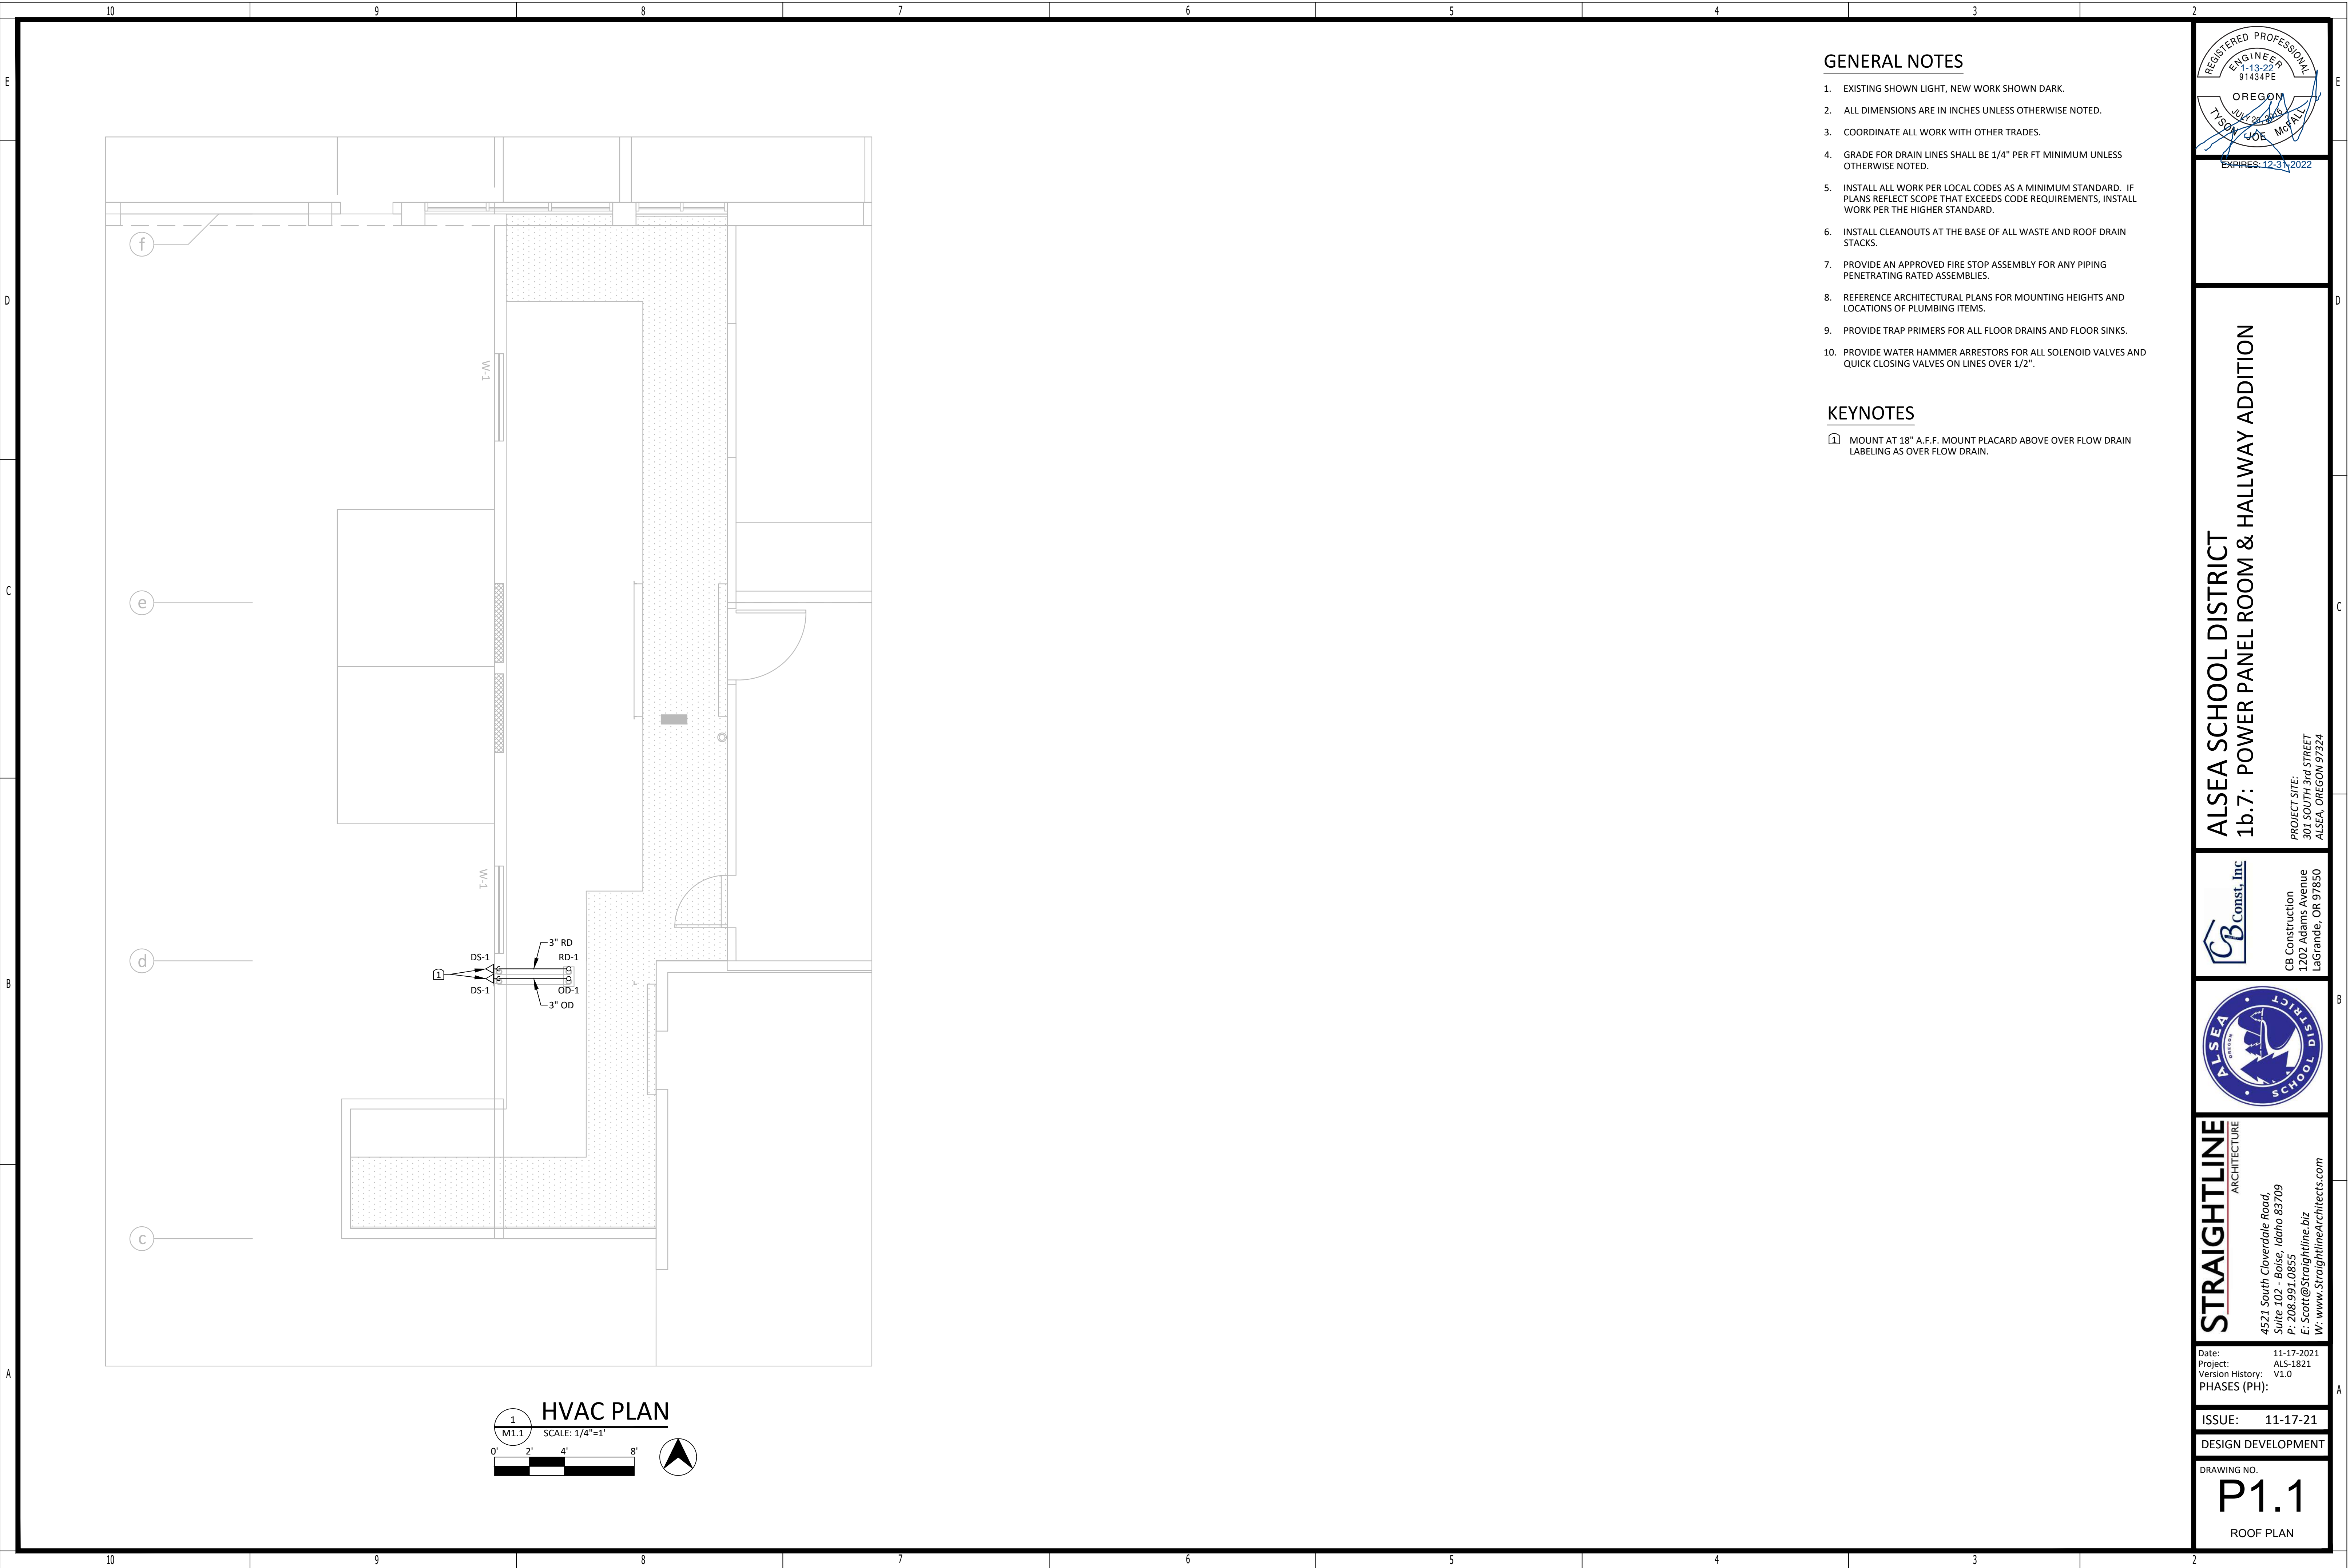 10 9 8 7 6 5 4 3 2
E
D
C
B
A
f
e
d
c
W-1
W-1
3" RD
DS-1
RD-1
1
DS-1
OD-1
3" OD
1
M1.1
HVAC PLAN
SCALE: 1/4"=1'
0' 2' 4' 8'
GENERAL NOTES
1. EXISTING SHOWN LIGHT, NEW WORK SHOWN DARK.
2. ALL DIMENSIONS ARE IN INCHES UNLESS OTHERWISE NOTED.
3. COORDINATE ALL WORK WITH OTHER TRADES.
4. GRADE FOR DRAIN LINES SHALL BE 1/4" PER FT MINIMUM UNLESS
OTHERWISE NOTED.
5. INSTALL ALL WORK PER LOCAL CODES AS A MINIMUM STANDARD. IF
PLANS REFLECT SCOPE THAT EXCEEDS CODE REQUIREMENTS, INSTALL
WORK PER THE HIGHER STANDARD.
6. INSTALL CLEANOUTS AT THE BASE OF ALL WASTE AND ROOF DRAIN
STACKS.
7. PROVIDE AN APPROVED FIRE STOP ASSEMBLY FOR ANY PIPING
PENETRATING RATED ASSEMBLIES.
8. REFERENCE ARCHITECTURAL PLANS FOR MOUNTING HEIGHTS AND
LOCATIONS OF PLUMBING ITEMS.
9. PROVIDE TRAP PRIMERS FOR ALL FLOOR DRAINS AND FLOOR SINKS.
10. PROVIDE WATER HAMMER ARRESTORS FOR ALL SOLENOID VALVES AND
QUICK CLOSING VALVES ON LINES OVER 1/2".
KEYNOTES
1 MOUNT AT 18" A.F.F. MOUNT PLACARD ABOVE OVER FLOW DRAIN
LABELING AS OVER FLOW DRAIN.
REGISTERED PROFESSIONAL
ENGINEER
1-13-22
91434PE
OREGON
JULY 28, 2016
TYSON JOE McFALL
EXPIRES: 12-31-2022
ALSEA SCHOOL DISTRICT
1b.7: POWER PANEL ROOM & HALLWAY ADDITION
PROJECT SITE:
301 SOUTH 3rd STREET
ALSEA, OREGON 97324
CB Const, Inc
CB Construction
1202 Adams Avenue
LaGrande, OR 97850
ALSEA
OREGON
SCHOOL DISTRICT
STRAIGHTLINE
ARCHITECTURE
4521 South Cloverdale Road,
Suite 102 - Boise, Idaho 83709
P: 208.991.0855
E: Scott@Straightline.biz
W: www.StraightlineArchitects.com
Date: 11-17-2021
Project: ALS-1821
Version History: V1.0
PHASES (PH):
ISSUE: 11-17-21
DESIGN DEVELOPMENT
DRAWING NO.
P1.1
ROOF PLAN
E
D
C
B
A
10 9 8 7 6 5 4 3 2